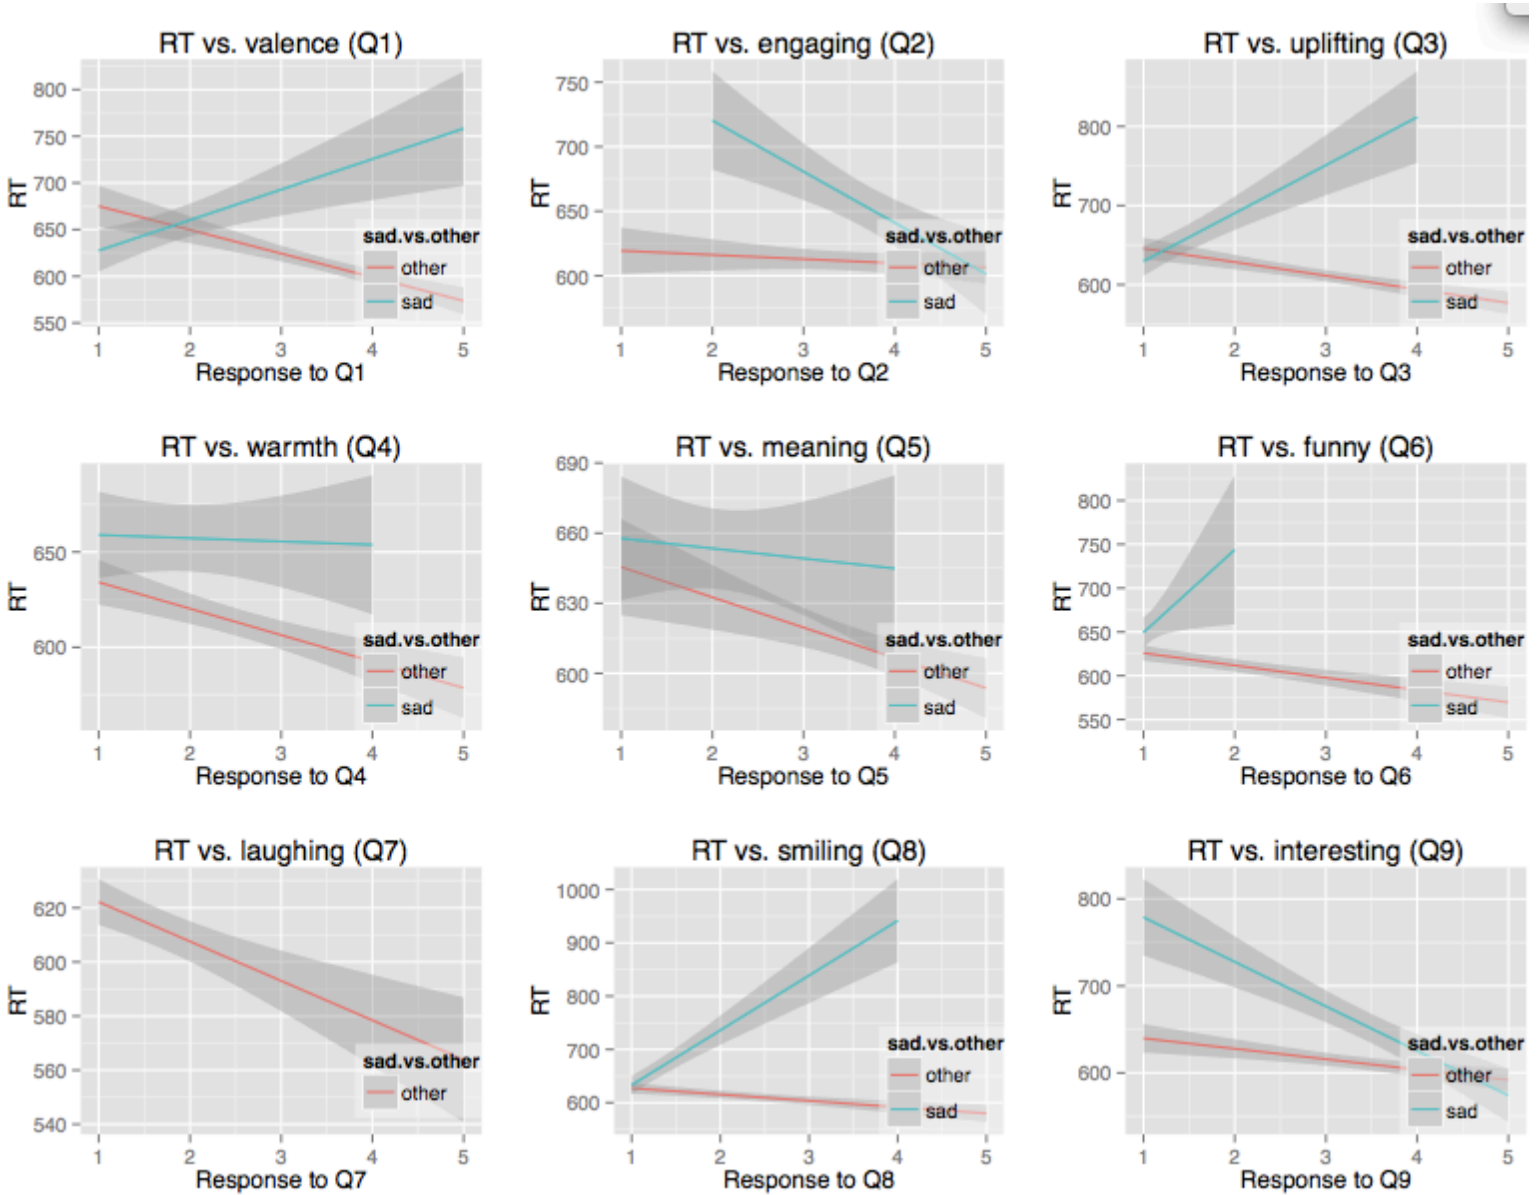 RT vs. valence (Q1)
800
750
700
650
600
550
RT
sad.vs.other
other
sad
1 2 3 4 5
Response to Q1
RT vs. engaging (Q2)
750
700
650
600
RT
sad.vs.other
other
sad
1 2 3 4 5
Response to Q2
RT vs. uplifting (Q3)
800
700
600
RT
sad.vs.other
other
sad
1 2 3 4 5
Response to Q3
RT vs. warmth (Q4)
650
600
RT
sad.vs.other
other
sad
1 2 3 4 5
Response to Q4
RT vs. meaning (Q5)
690
660
630
600
RT
sad.vs.other
other
sad
1 2 3 4 5
Response to Q5
RT vs. funny (Q6)
800
750
700
650
600
550
RT
sad.vs.other
other
sad
1 2 3 4 5
Response to Q6
RT vs. laughing (Q7)
620
600
580
560
540
RT
sad.vs.other
other
1 2 3 4 5
Response to Q7
RT vs. smiling (Q8)
1000
900
800
700
600
RT
sad.vs.other
other
sad
1 2 3 4 5
Response to Q8
RT vs. interesting (Q9)
800
700
600
RT
sad.vs.other
other
sad
1 2 3 4 5
Response to Q9